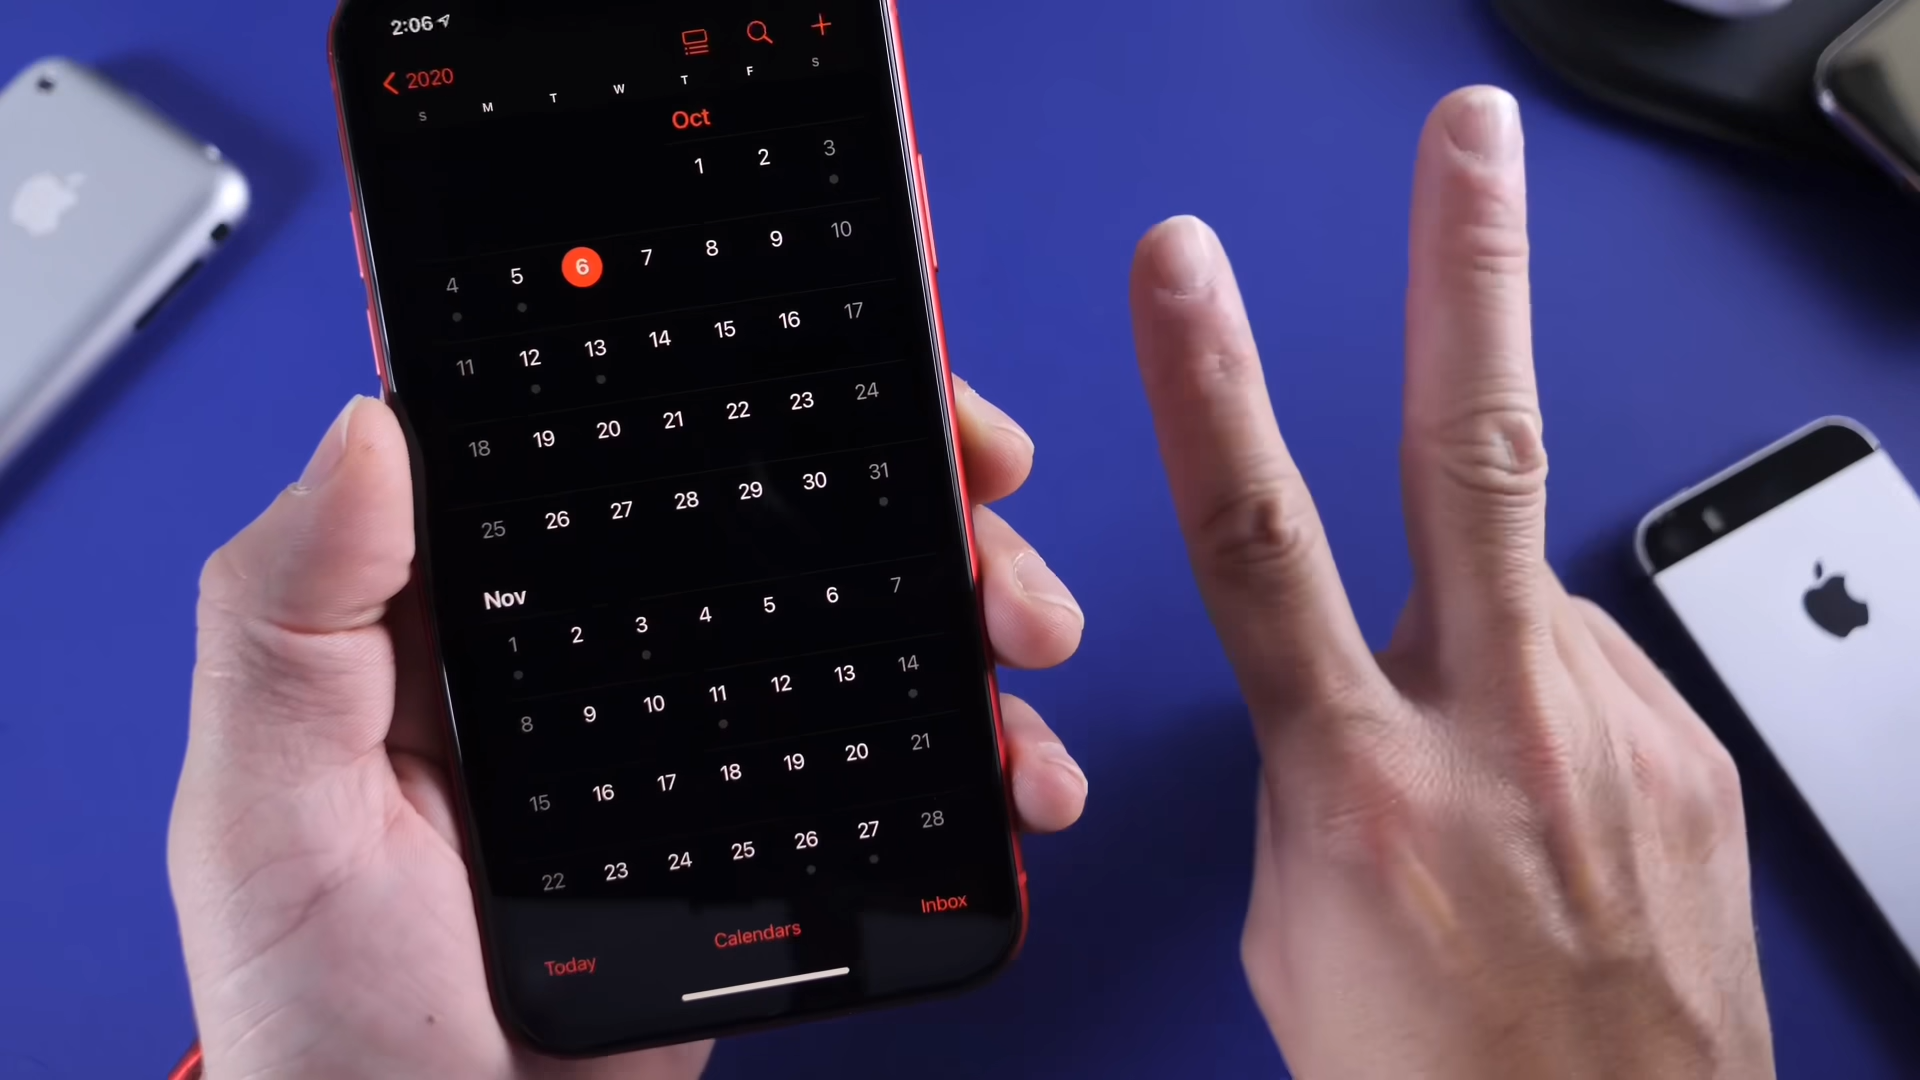 2:06
2020
S M T W T F S
Oct
1 2 3
4 5 6 7 8 9 10
11 12 13 14 15 16 17
18 19 20 21 22 23 24
25 26 27 28 29 30 31
Nov
1 2 3 4 5 6 7
8 9 10 11 12 13 14
15 16 17 18 19 20 21
22 23 24 25 26 27 28
Today Calendars Inbox